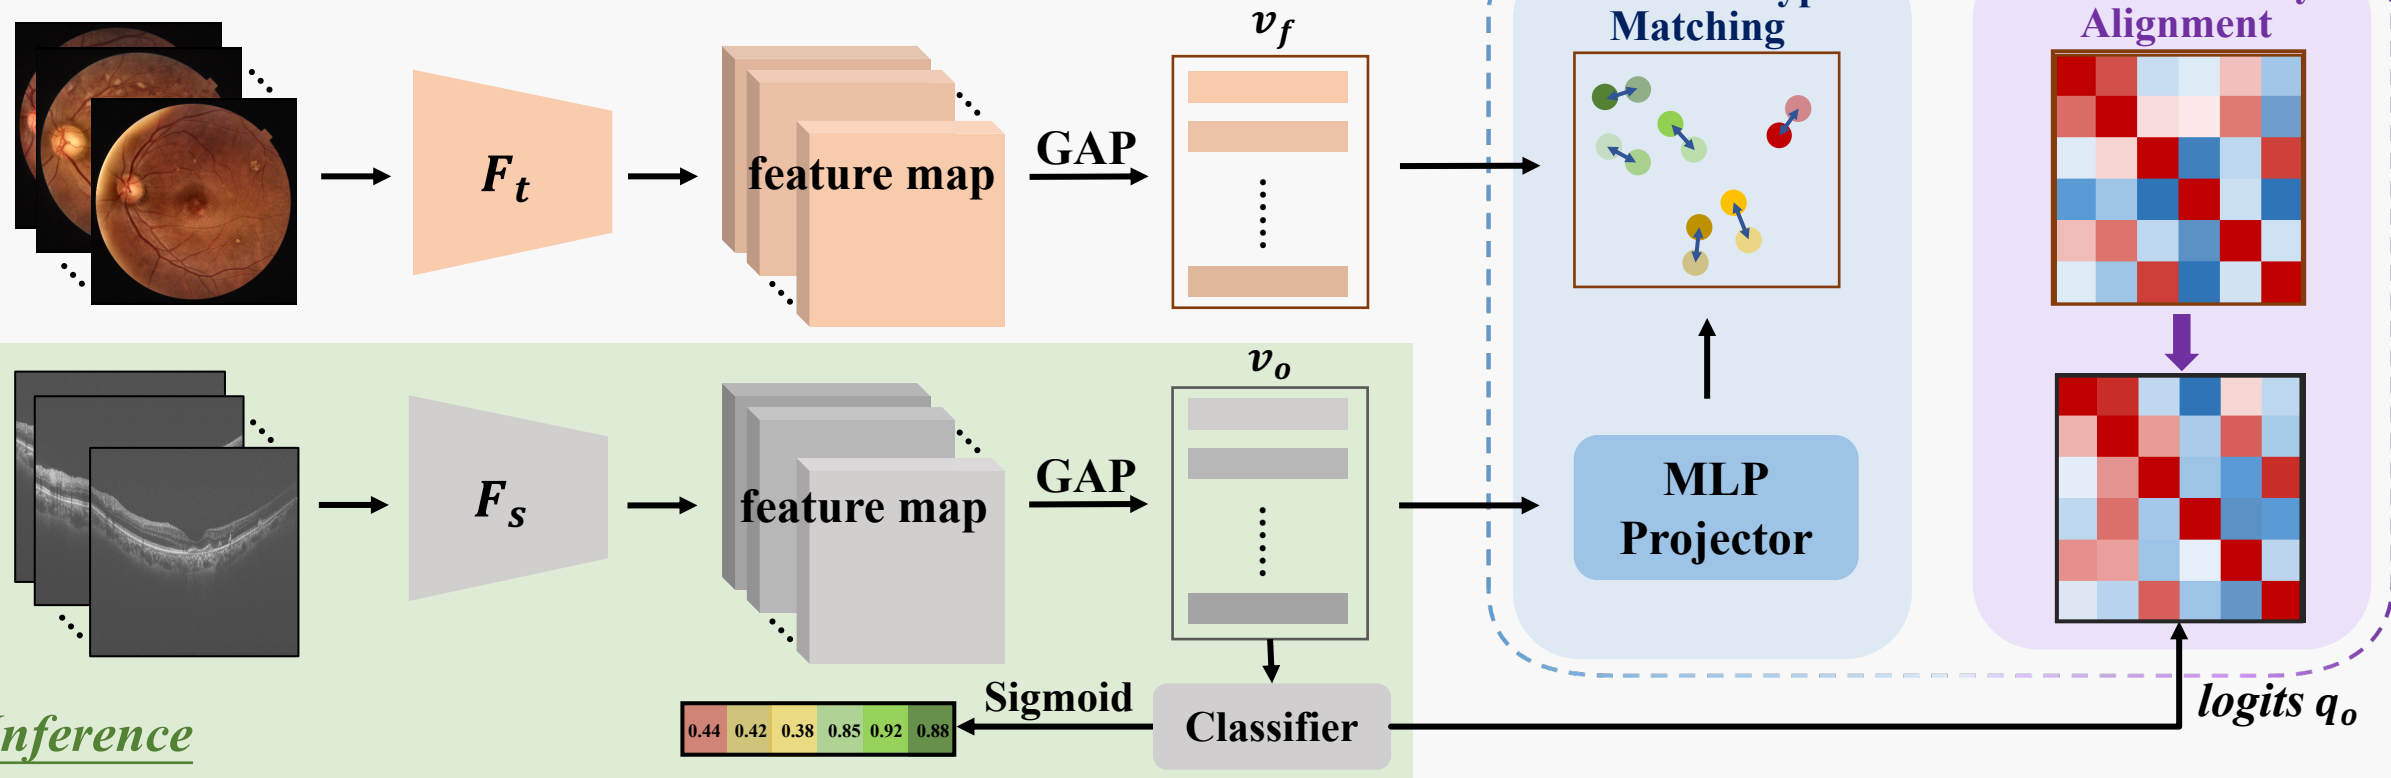 v_f
Matching
Alignment
F_t
feature map
GAP
v_o
F_s
feature map
GAP
MLP
Projector
Sigmoid
Classifier
logits q_o
0.44 0.42 0.38 0.85 0.92 0.88